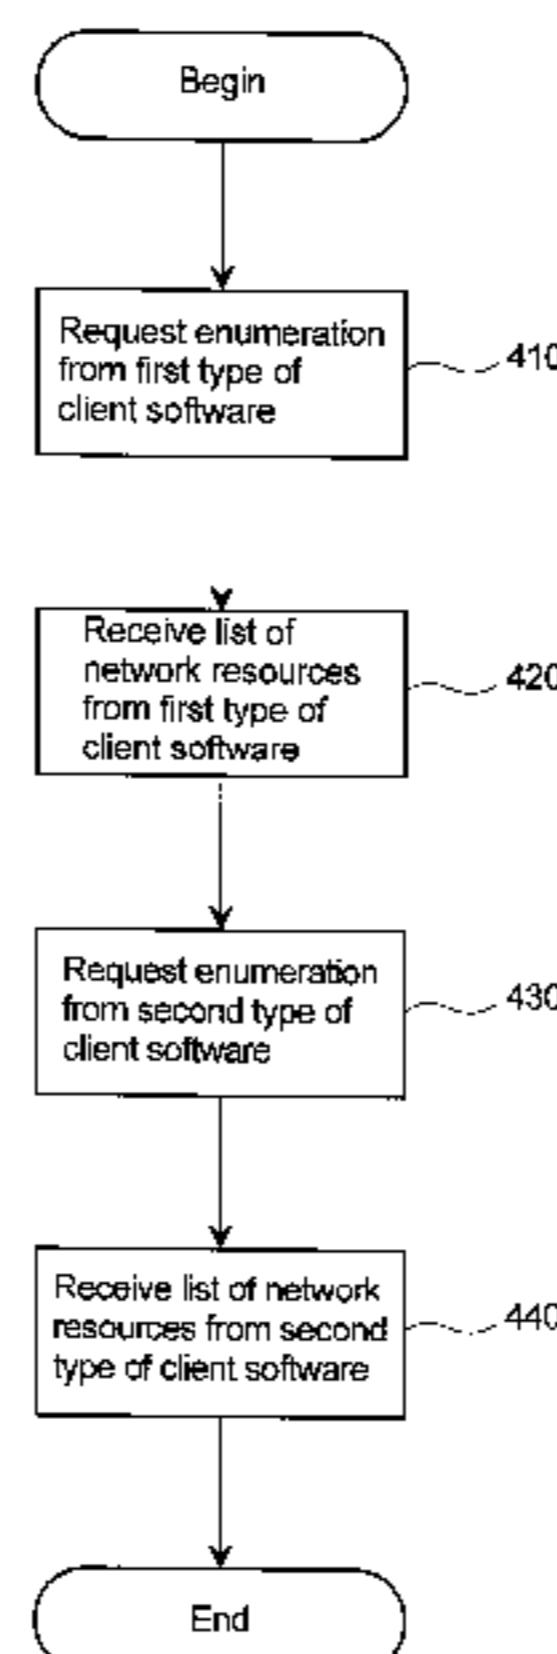 Begin
Request enumeration
from first type of
client software
410
Receive list of
network resources
from first type of
client software
420
Request enumeration
from second type of
client software
430
Receive list of network
resources from second
type of client software
440
End